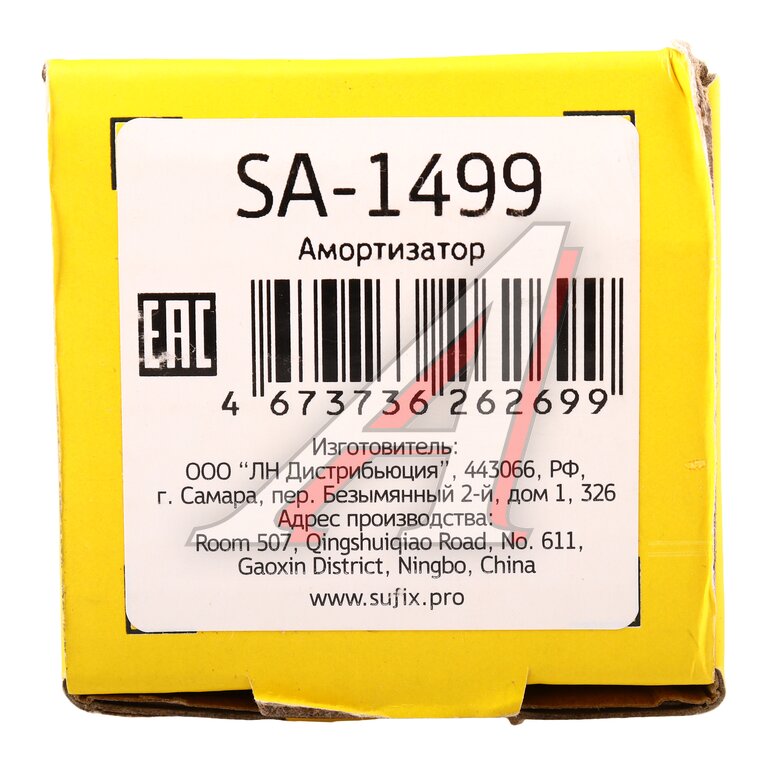 SA-1499
Амортизатор
EAC
4 673736 262699
Изготовитель:
ООО “ЛН Дистрибьюция”, 443066, РФ,
г. Самара, пер. Безымянный 2-й, дом 1, 326
Адрес производства:
Room 507, Qingshuiqiao Road, No. 611,
Gaoxin District, Ningbo, China
www.sufix.pro